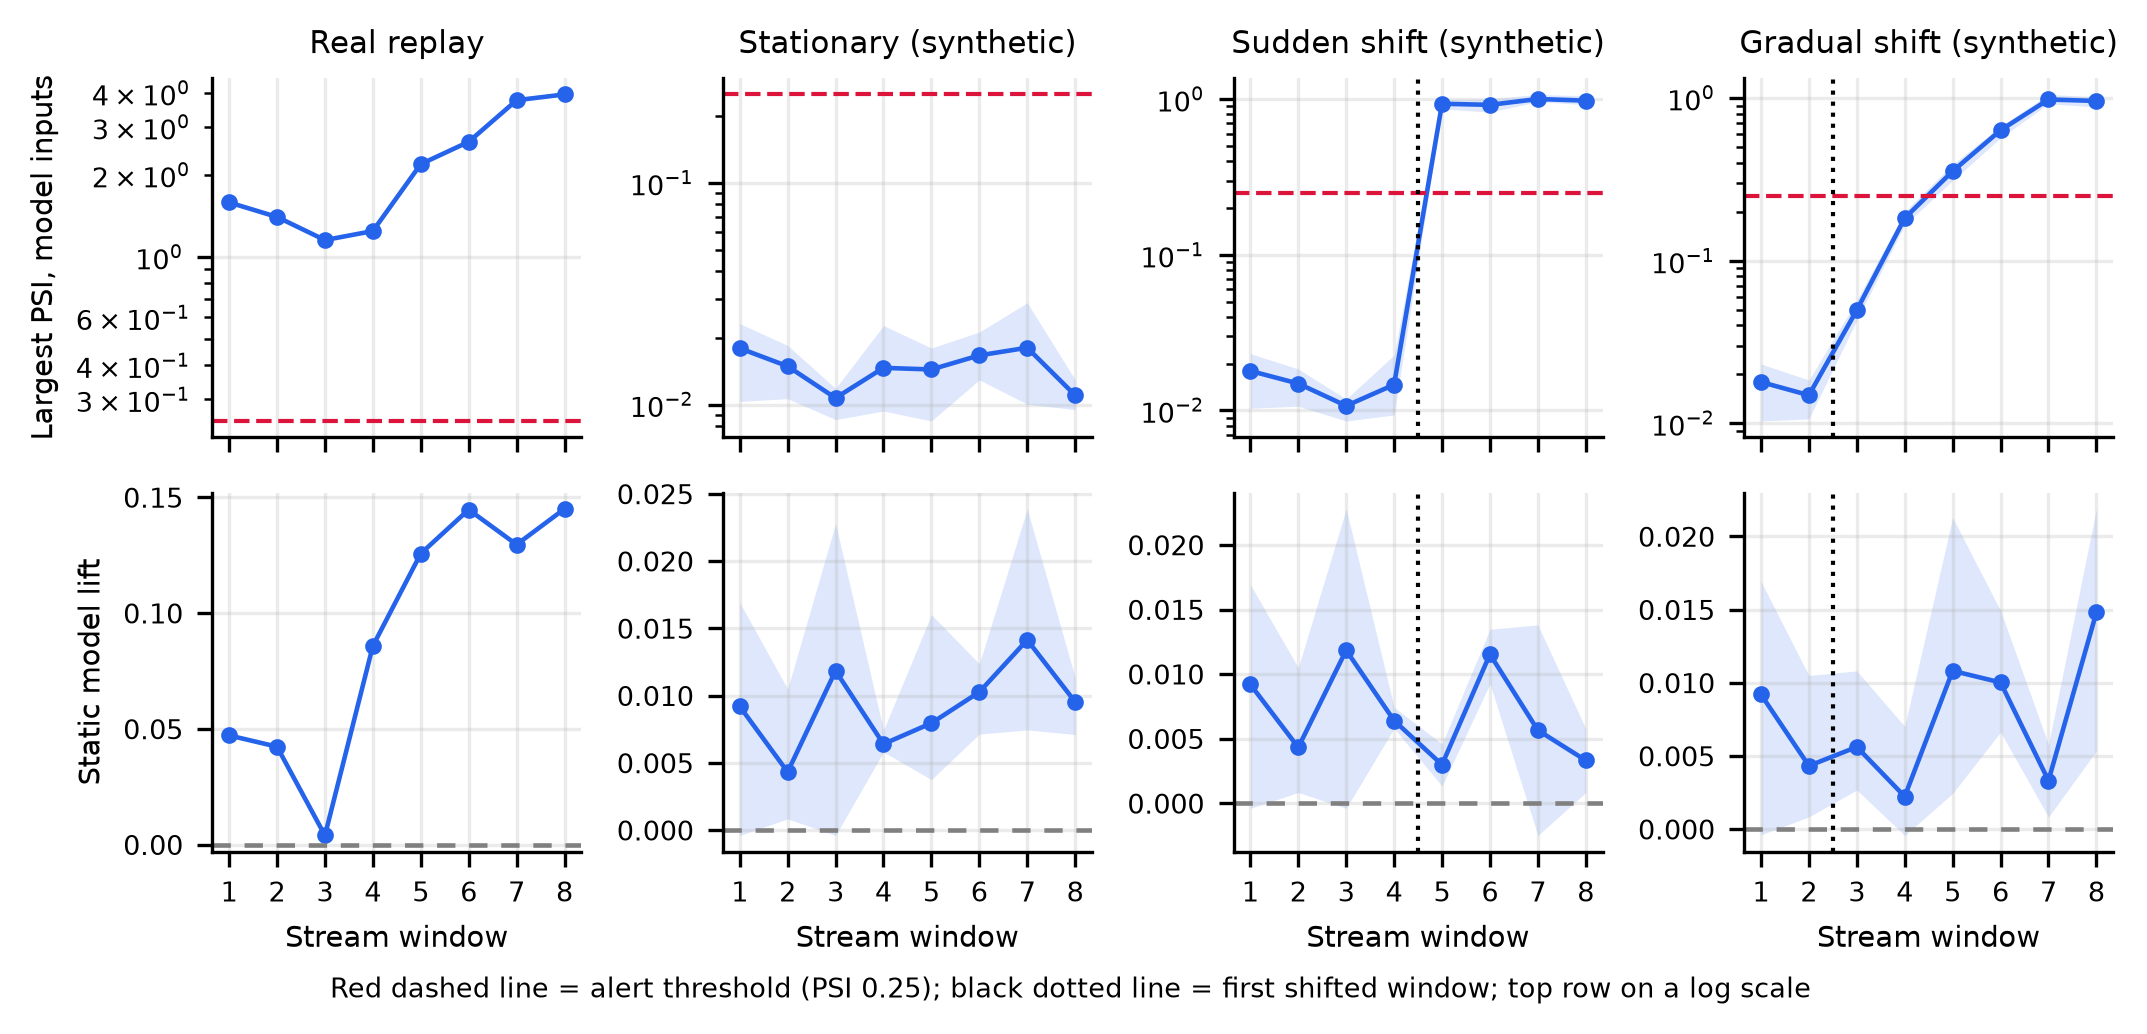 Real replay
Stationary (synthetic)
Sudden shift (synthetic)
Gradual shift (synthetic)
Largest PSI, model inputs
4 × 10⁰
3 × 10⁰
2 × 10⁰
10⁰
6 × 10⁻¹
4 × 10⁻¹
3 × 10⁻¹
10⁻¹
10⁻²
10⁰
10⁻¹
10⁻²
10⁰
10⁻¹
10⁻²
Static model lift
0.15
0.10
0.05
0.00
1 2 3 4 5 6 7 8
Stream window
0.025
0.020
0.015
0.010
0.005
0.000
1 2 3 4 5 6 7 8
Stream window
0.020
0.015
0.010
0.005
0.000
1 2 3 4 5 6 7 8
Stream window
0.020
0.015
0.010
0.005
0.000
1 2 3 4 5 6 7 8
Stream window
Red dashed line = alert threshold (PSI 0.25); black dotted line = first shifted window; top row on a log scale